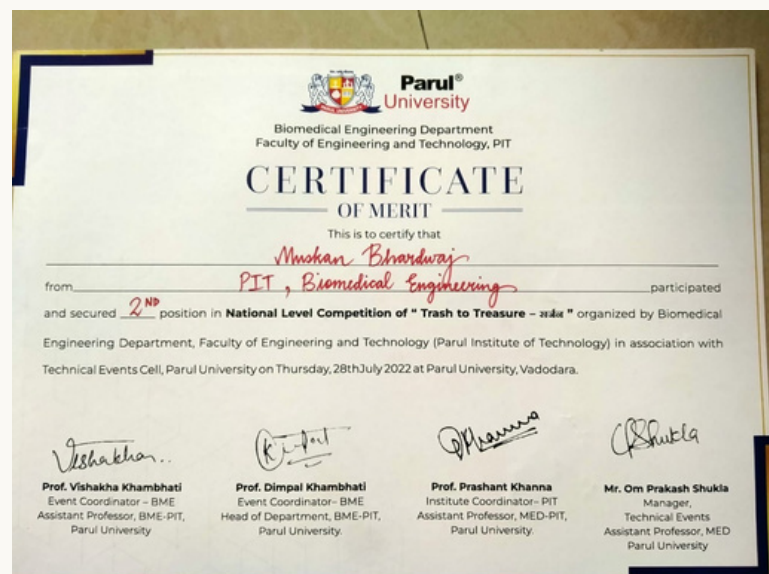 Parul®
University
Biomedical Engineering Department
Faculty of Engineering and Technology, PIT
CERTIFICATE
OF MERIT
This is to certify that
Muskan Bhardwaj
from PIT, Biomedical Engineering participated
and secured 2ND position in National Level Competition of " Trash to Treasure – " organized by Biomedical
Engineering Department, Faculty of Engineering and Technology (Parul Institute of Technology) in association with
Technical Events Cell, Parul University on Thursday, 28thJuly 2022 at Parul University, Vadodara.
Vishakha..
PKhanna
Shukla
Prof. Vishakha Khambhati
Event Coordinator – BME
Assistant Professor, BME-PIT,
Parul University
Prof. Dimpal Khambhati
Event Coordinator– BME
Head of Department, BME-PIT,
Parul University.
Prof. Prashant Khanna
Institute Coordinator- PIT
Assistant Professor, MED-PIT,
Parul University.
Mr. Om Prakash Shukla
Manager,
Technical Events
Assistant Professor, MED
Parul University